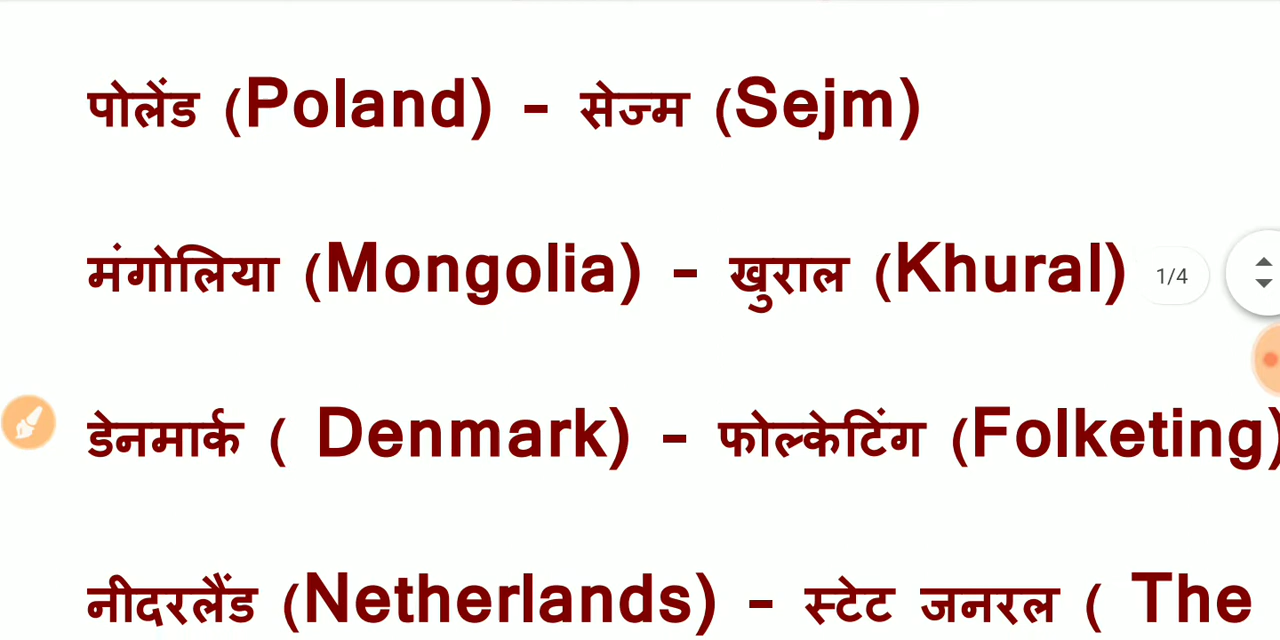 पोलेंड (Poland) - सेज्म (Sejm)
मंगोलिया (Mongolia) - खुराल (Khural)
1/4
डेनमार्क ( Denmark) - फोल्केटिंग (Folketing)
नीदरलैंड (Netherlands) - स्टेट जनरल ( The